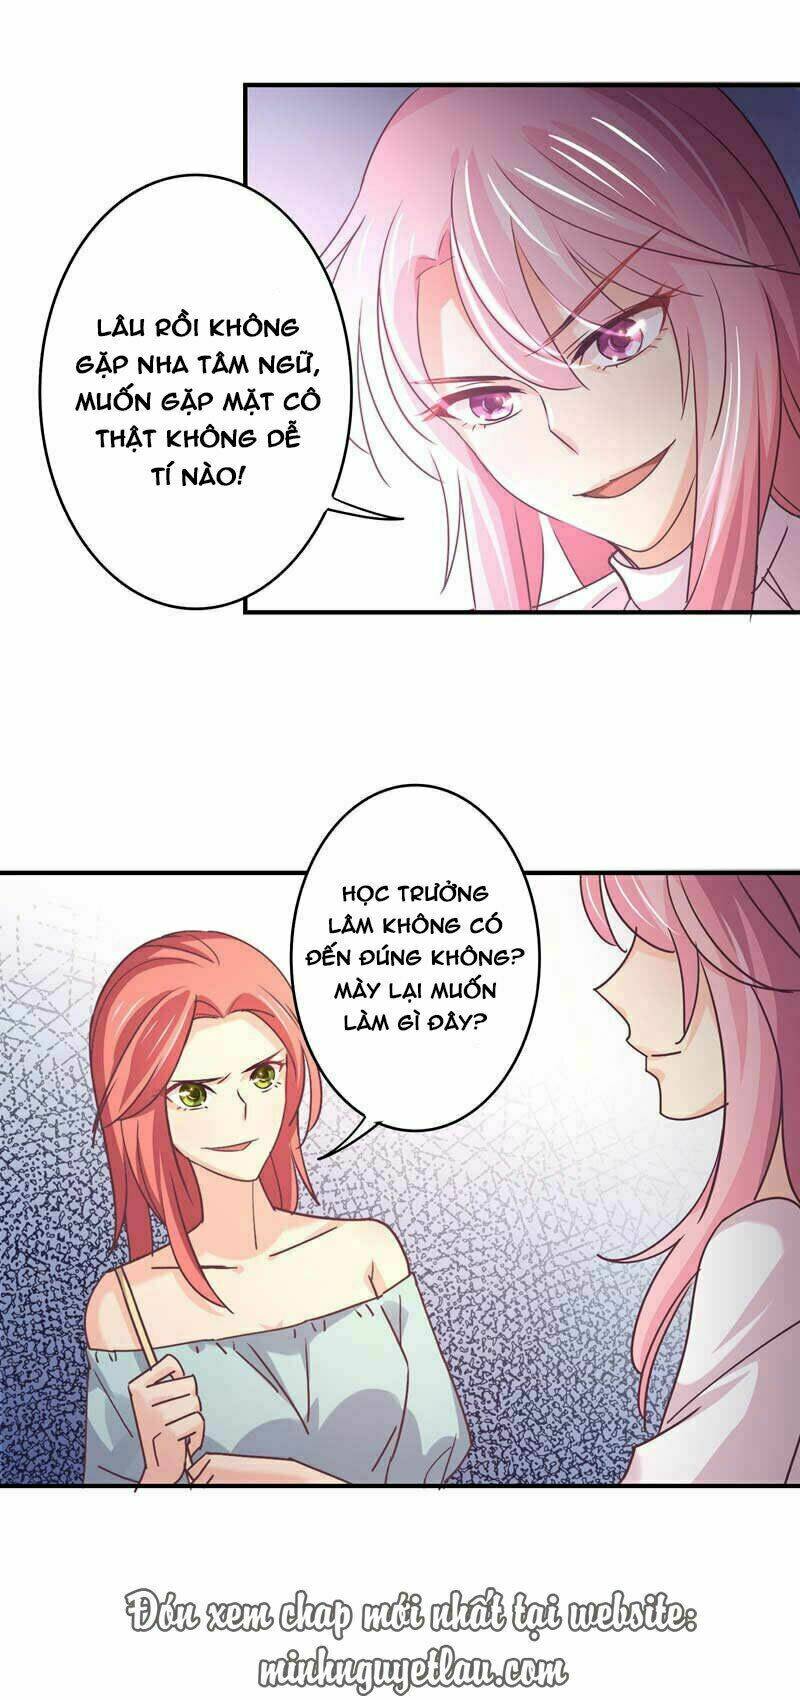 LÂU RỒI KHÔNG
GẶP NHA TÂM NGỮ,
MUỐN GẶP MẶT CÔ
THẬT KHÔNG DỄ
TÍ NÀO!
HỌC TRƯỞNG
LÂM KHÔNG CÓ
ĐẾN ĐÚNG KHÔNG?
MÀY LẠI MUỐN
LÀM GÌ ĐÂY?
Đón xem chap mới nhất tại website:
minhnguyetlau.com